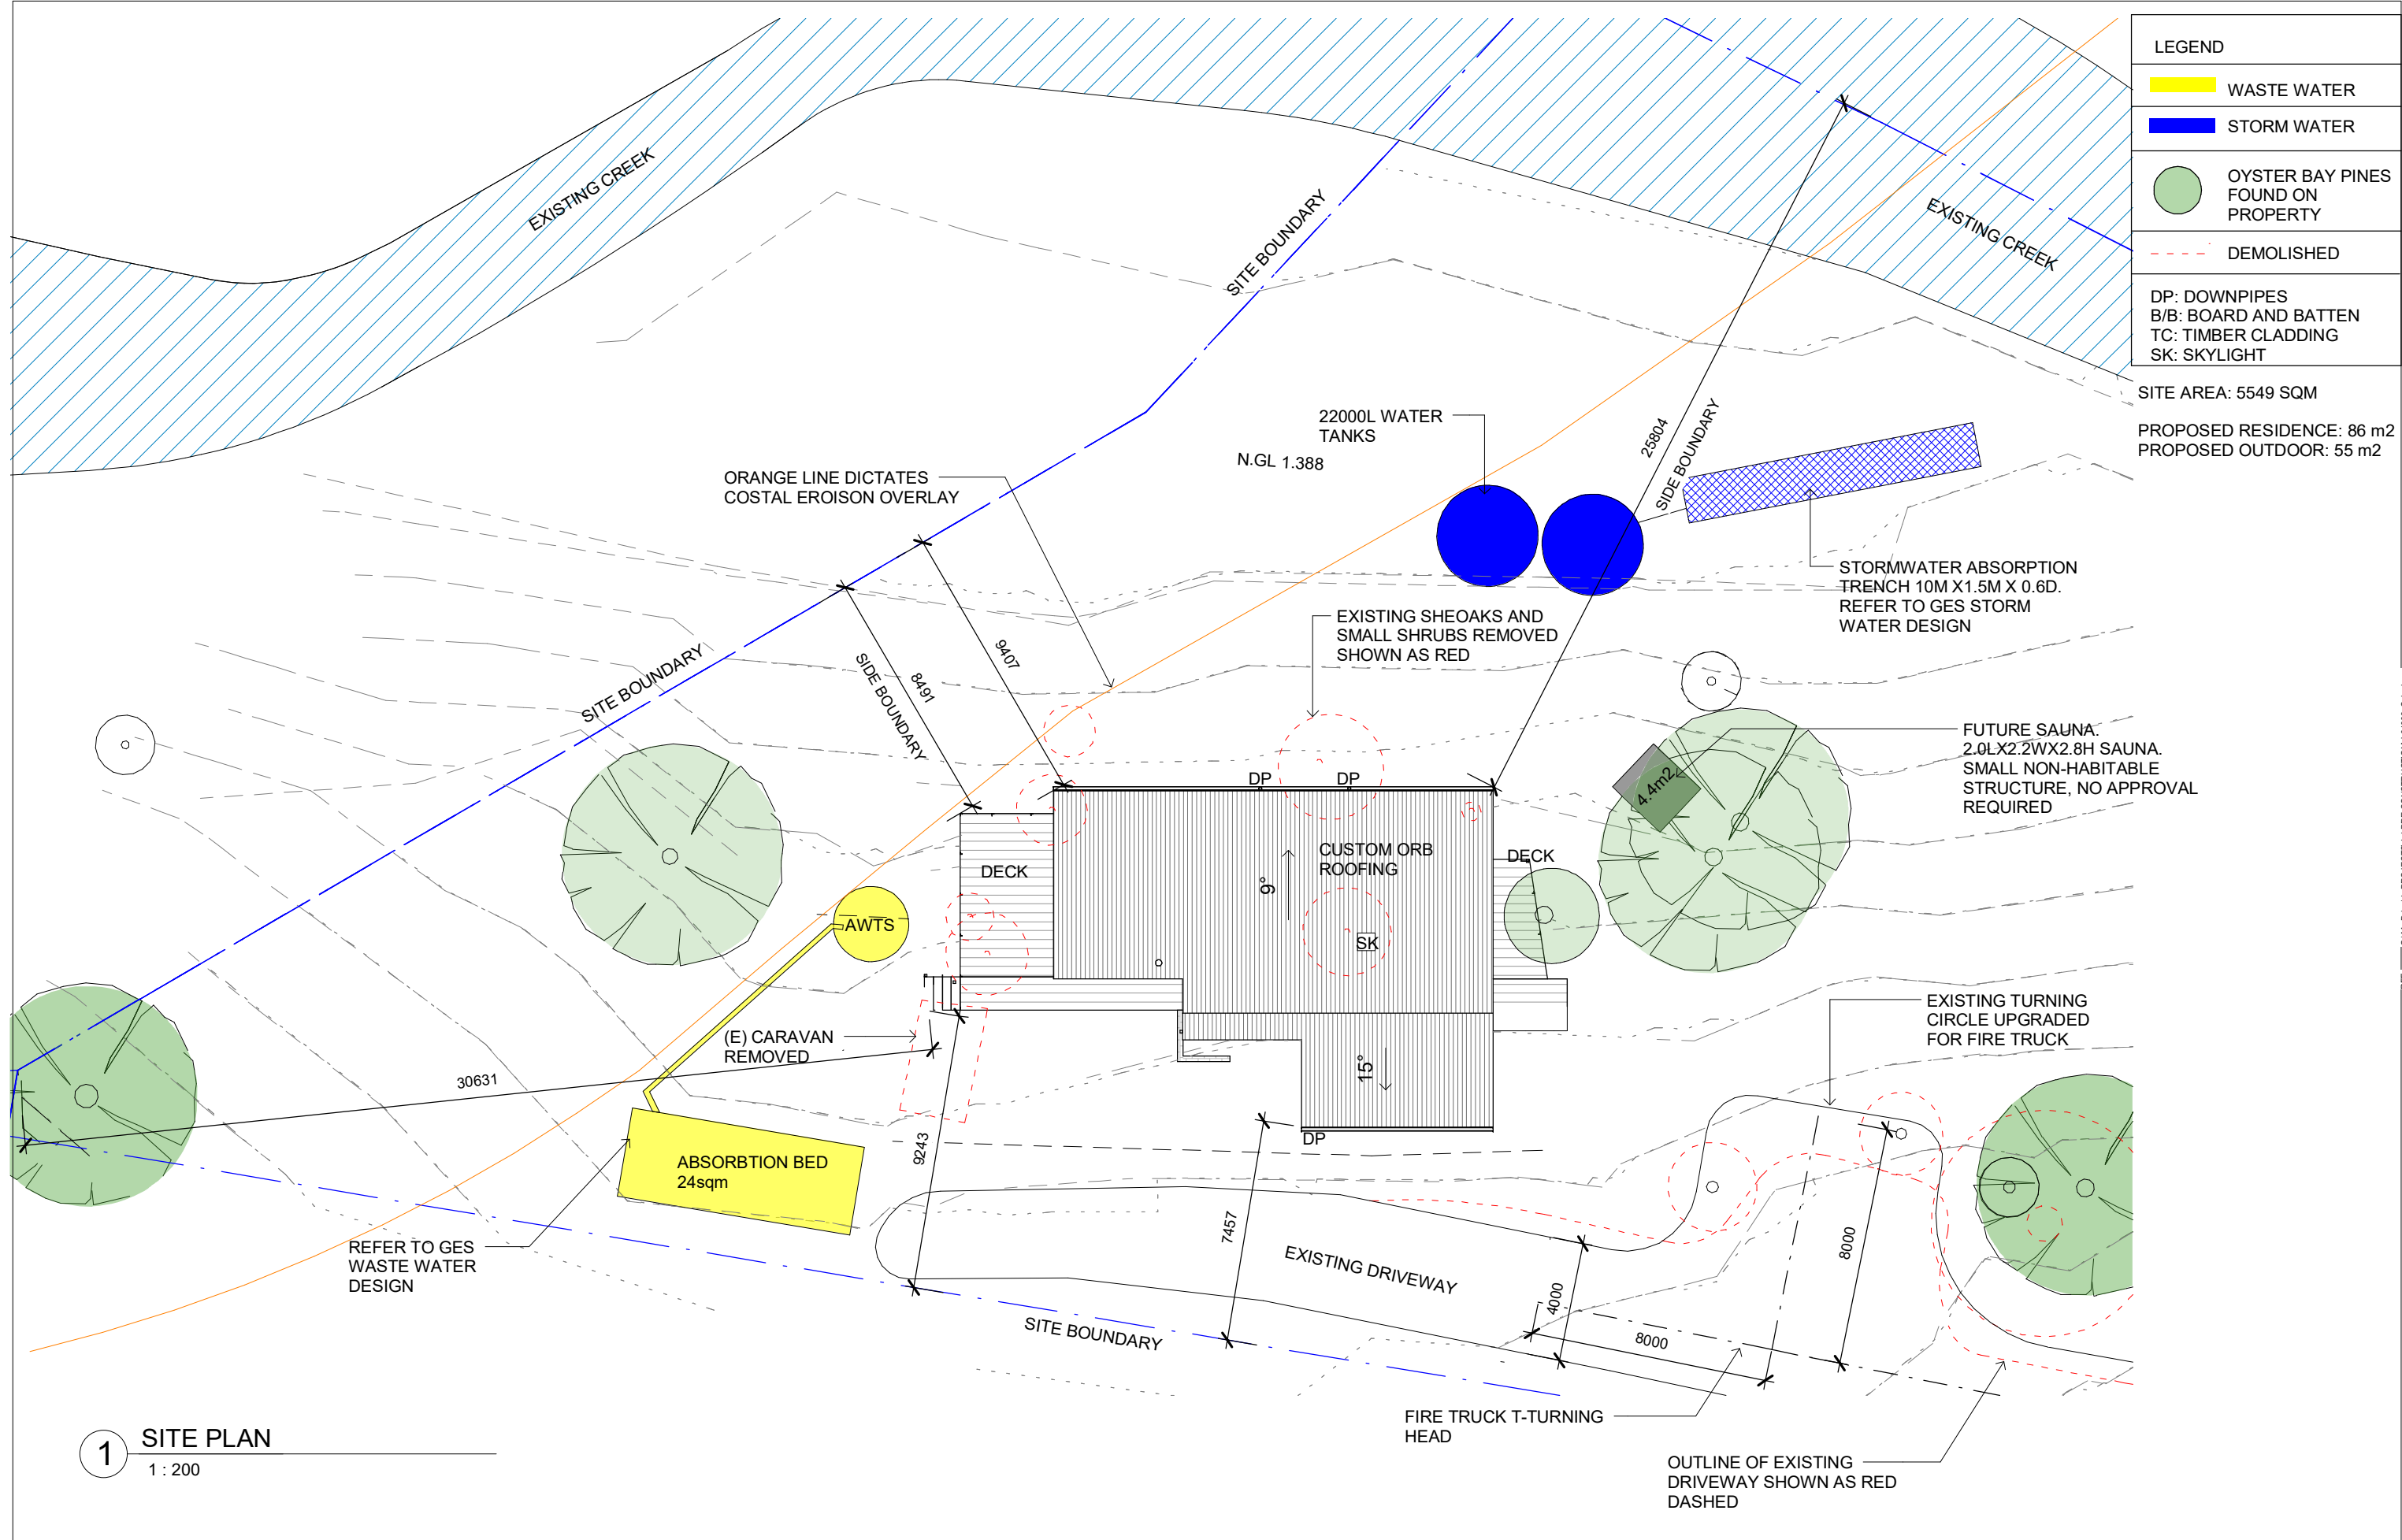 LEGEND
WASTE WATER
STORM WATER
OYSTER BAY PINES
FOUND ON
PROPERTY
DEMOLISHED
DP: DOWNPIPES
B/B: BOARD AND BATTEN
TC: TIMBER CLADDING
SK: SKYLIGHT
SITE AREA: 5549 SQM
PROPOSED RESIDENCE: 86 m2
PROPOSED OUTDOOR: 55 m2
EXISTING CREEK
SITE BOUNDARY
EXISTING CREEK
22000L WATER
TANKS
N.GL 1.388
25804
SIDE BOUNDARY
ORANGE LINE DICTATES
COSTAL EROISON OVERLAY
STORMWATER ABSORPTION
TRENCH 10M X1.5M X 0.6D.
REFER TO GES STORM
WATER DESIGN
EXISTING SHEOAKS AND
SMALL SHRUBS REMOVED
SHOWN AS RED
9407
8491
SIDE BOUNDARY
SITE BOUNDARY
FUTURE SAUNA.
2.0LX2.2WX2.8H SAUNA.
SMALL NON-HABITABLE
STRUCTURE, NO APPROVAL
REQUIRED
4.4m2
DP
DP
CUSTOM ORB
ROOFING
DECK
DECK
9°
SK
AWTS
(E) CARAVAN
REMOVED
EXISTING TURNING
CIRCLE UPGRADED
FOR FIRE TRUCK
30631
15°
DP
9243
ABSORBTION BED
24sqm
7457
REFER TO GES
WASTE WATER
DESIGN
EXISTING DRIVEWAY
4000
8000
8000
SITE BOUNDARY
FIRE TRUCK T-TURNING
HEAD
OUTLINE OF EXISTING
DRIVEWAY SHOWN AS RED
DASHED
1
SITE PLAN
1 : 200